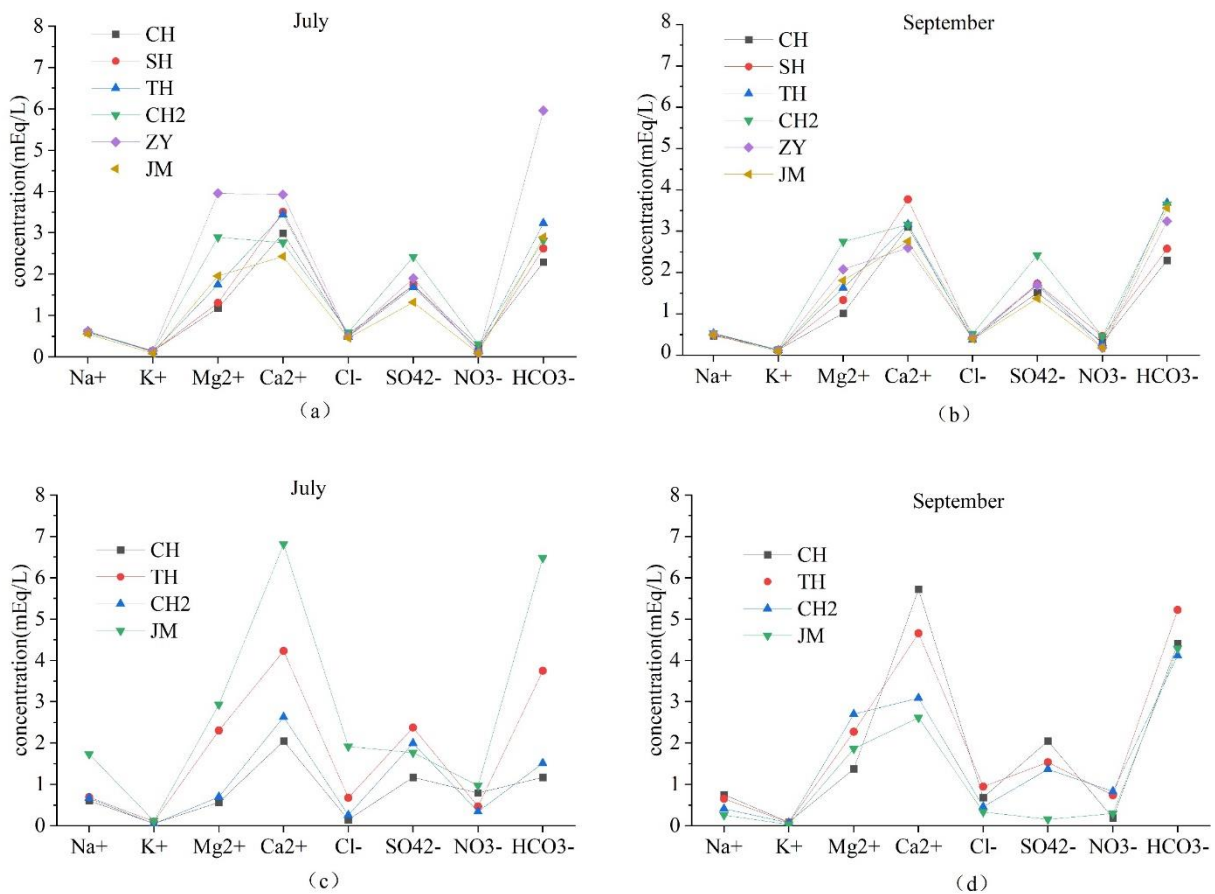 July
concentration(mEq/L)
8
7
6
5
4
3
2
1
0
CH
SH
TH
CH2
ZY
JM
Na+ K+ Mg2+ Ca2+ Cl- SO42- NO3- HCO3-
（a）
September
concentration(mEq/L)
8
7
6
5
4
3
2
1
0
CH
SH
TH
CH2
ZY
JM
Na+ K+ Mg2+ Ca2+ Cl- SO42- NO3- HCO3-
（b）
July
concentration(mEq/L)
8
7
6
5
4
3
2
1
0
CH
TH
CH2
JM
Na+ K+ Mg2+ Ca2+ Cl- SO42- NO3- HCO3-
（c）
September
concentration(mEq/L)
8
7
6
5
4
3
2
1
0
CH
TH
CH2
JM
Na+ K+ Mg2+ Ca2+ Cl- SO42- NO3- HCO3-
（d）